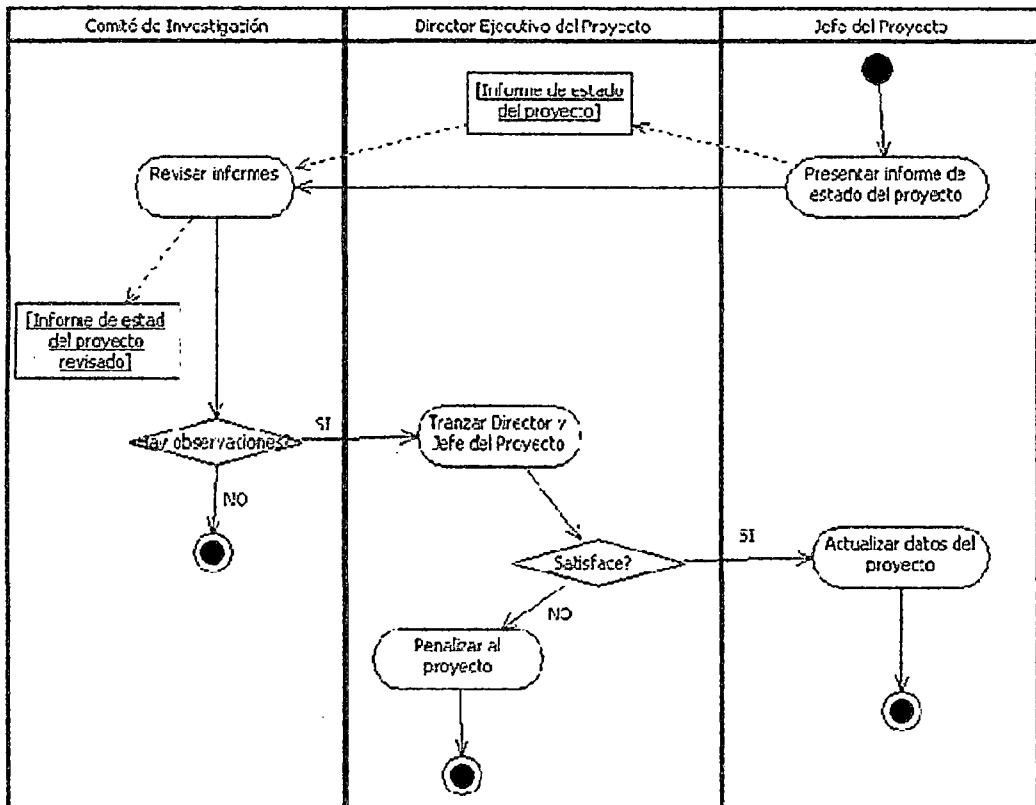 Comité de Investigación
Director Ejecutivo del Proyecto
Jefe del Proyecto
[Informe de estado
del proyecto]
Revisar informes
Presentar informe de
estado del proyecto
[Informe de estad
del proyecto
revisado]
Hay observaciones?
SI
Tranzar Director y
Jefe del Proyecto
NO
Satisface?
SI
Actualizar datos del
proyecto
NO
Penalizar al
proyecto